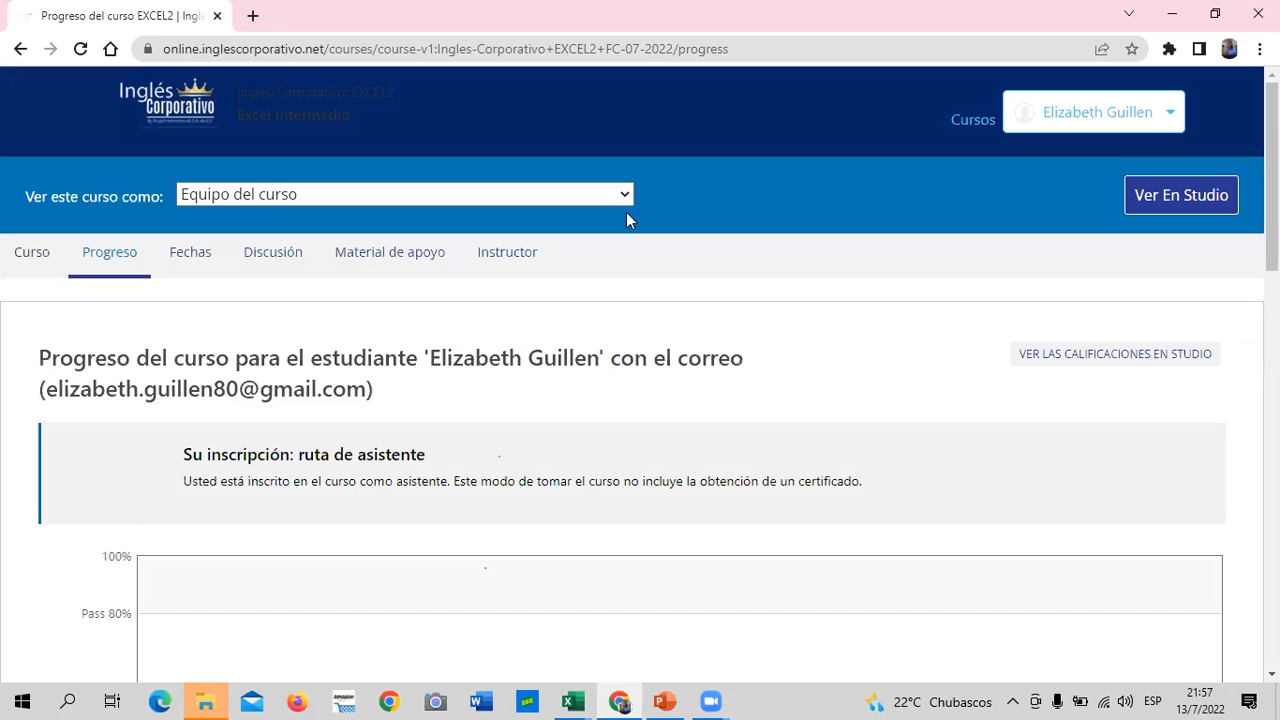 Progreso del curso EXCEL2 | Ingl
online.inglescorporativo.net/courses/course-v1:Ingles-Corporativo+EXCEL2+FC-07-2022/progress
Inglés
Corporativo
Ingles-Corporativo: EXCEL2
Excel Intermedio
Cursos
Elizabeth Guillen
Ver este curso como:
Equipo del curso
Ver En Studio
Curso
Progreso
Fechas
Discusión
Material de apoyo
Instructor
Progreso del curso para el estudiante 'Elizabeth Guillen' con el correo
(elizabeth.guillen80@gmail.com)
VER LAS CALIFICACIONES EN STUDIO
Su inscripción: ruta de asistente
Usted está inscrito en el curso como asistente. Este modo de tomar el curso no incluye la obtención de un certificado.
100%
Pass 80%
22°C Chubascos
ESP
21:57
13/7/2022